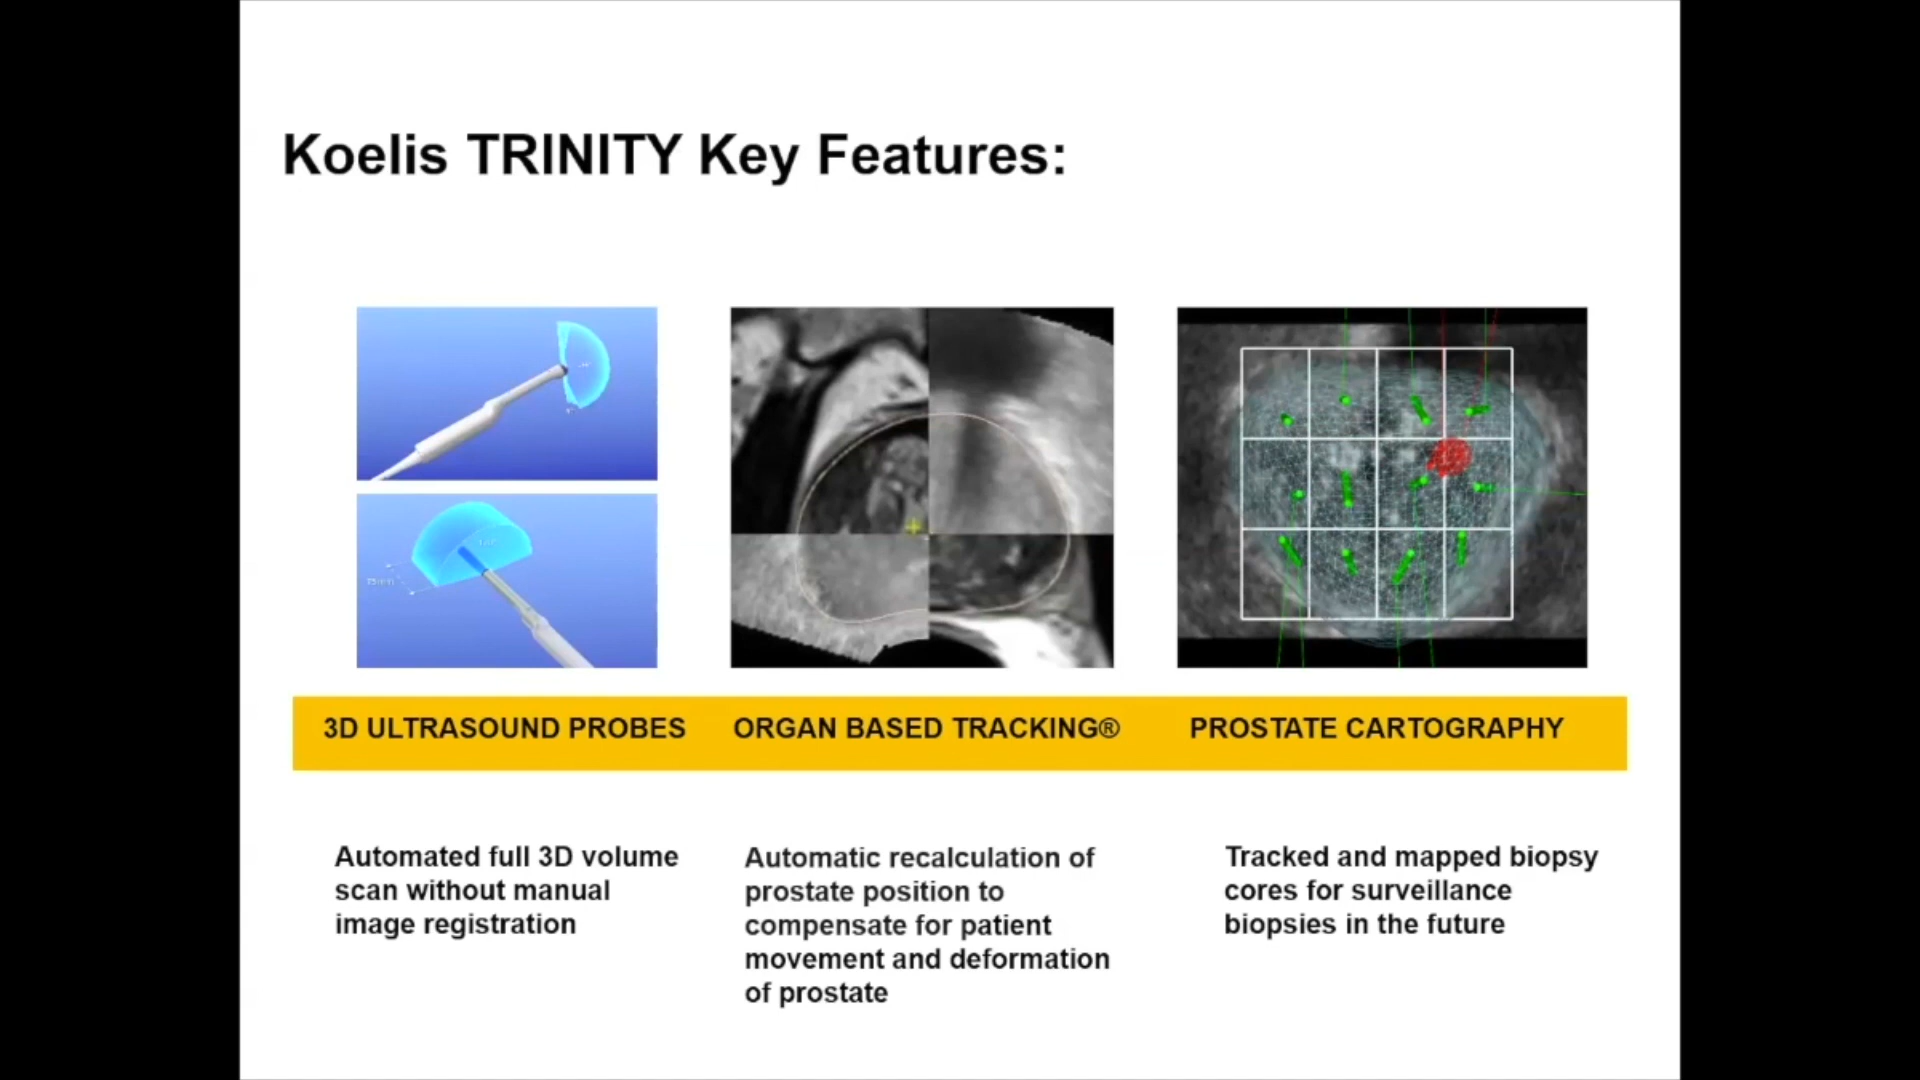 Koelis TRINITY Key Features:
3D ULTRASOUND PROBES
ORGAN BASED TRACKING®
PROSTATE CARTOGRAPHY
Automated full 3D volume
scan without manual
image registration
Automatic recalculation of
prostate position to
compensate for patient
movement and deformation
of prostate
Tracked and mapped biopsy
cores for surveillance
biopsies in the future